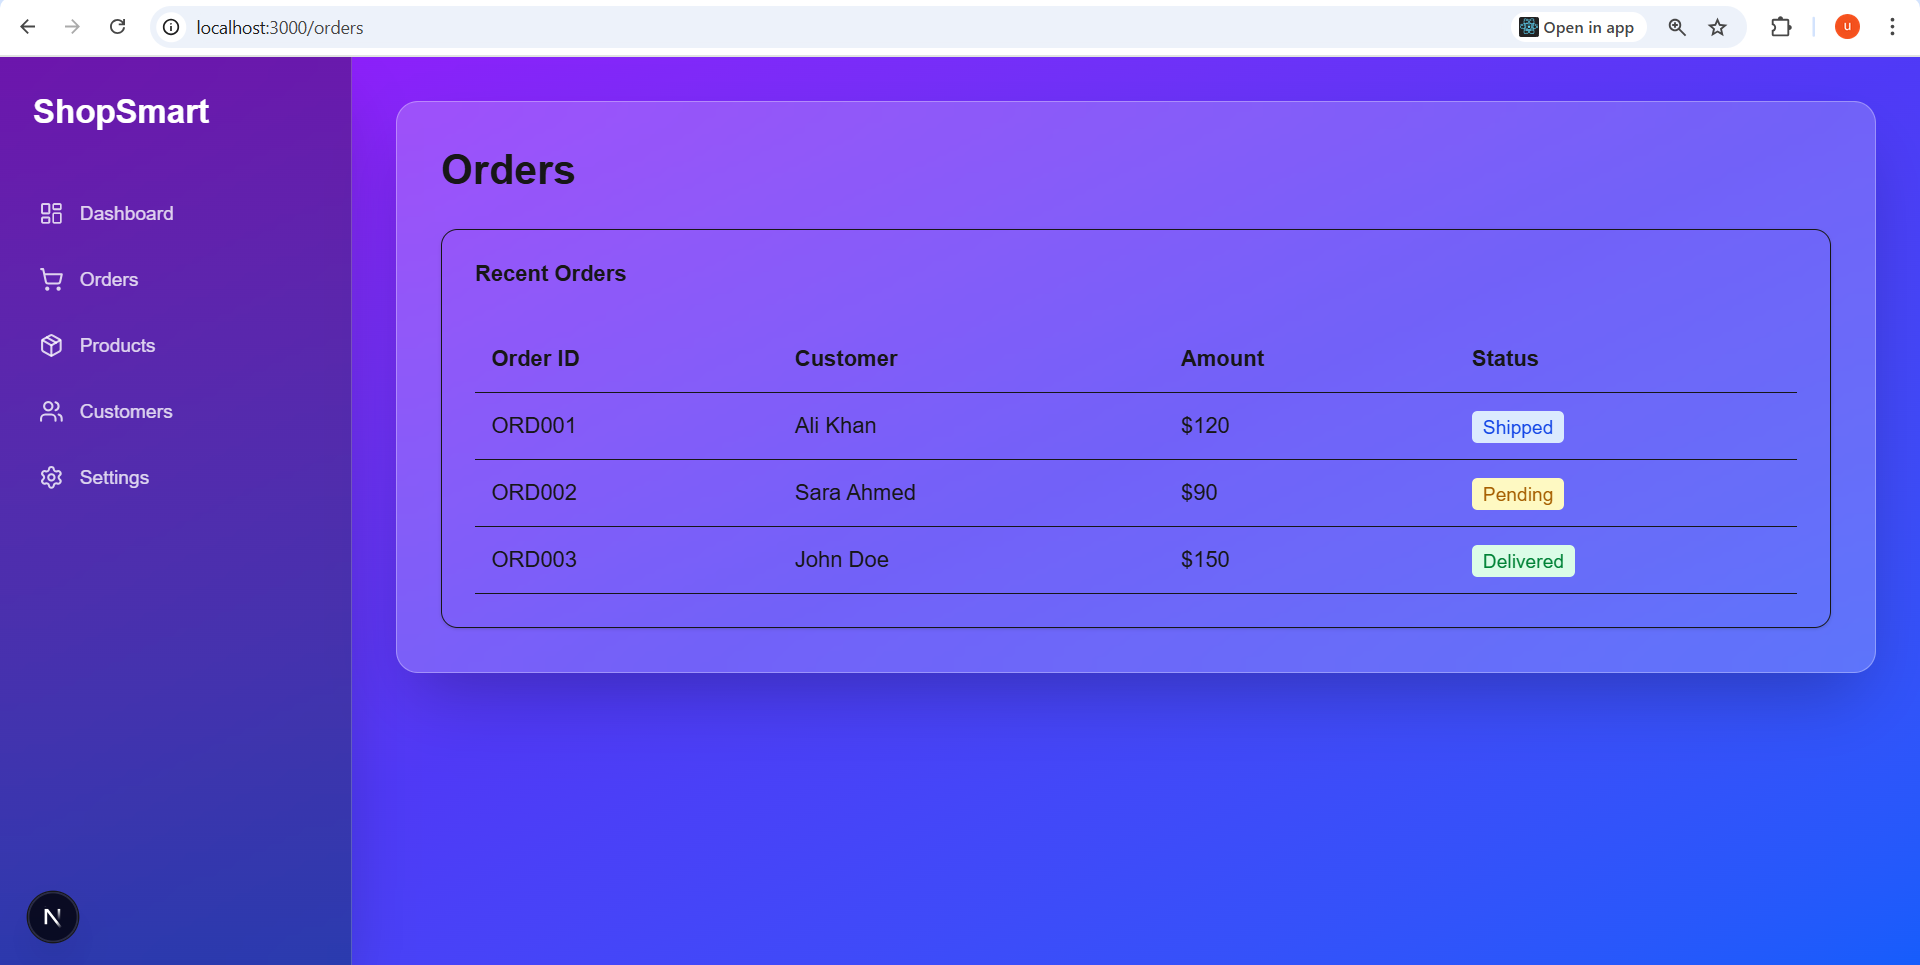 localhost:3000/orders
Open in app
u
ShopSmart
Dashboard
Orders
Products
Customers
Settings
N
Orders
Recent Orders
Order ID Customer Amount Status
ORD001 Ali Khan $120 Shipped
ORD002 Sara Ahmed $90 Pending
ORD003 John Doe $150 Delivered